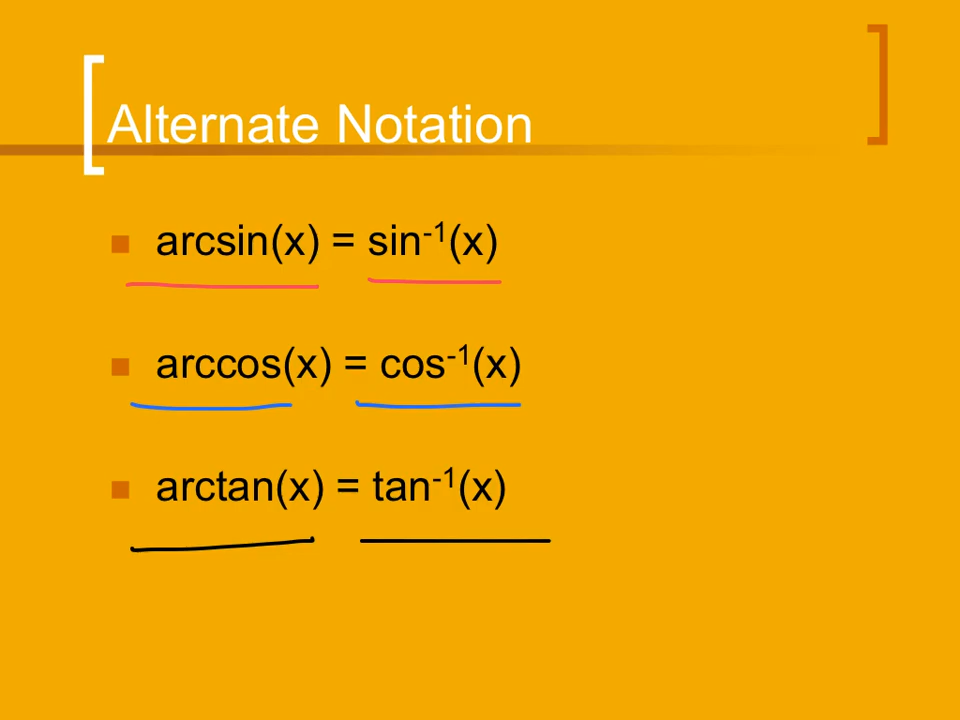 Alternate Notation
arcsin(x) = sin⁻¹(x)
arccos(x) = cos⁻¹(x)
arctan(x) = tan⁻¹(x)